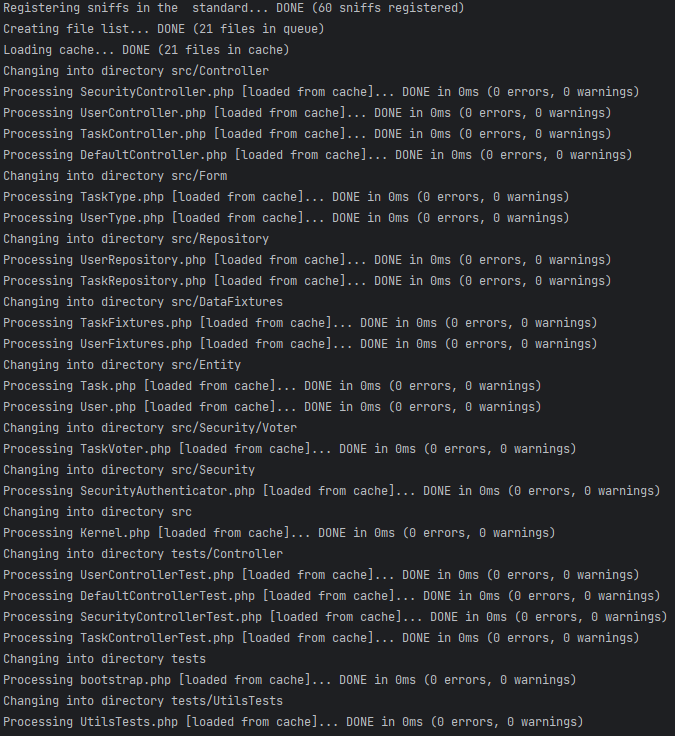 Registering sniffs in the  standard... DONE (60 sniffs registered)
Creating file list... DONE (21 files in queue)
Loading cache... DONE (21 files in cache)
Changing into directory src/Controller
Processing SecurityController.php [loaded from cache]... DONE in 0ms (0 errors, 0 warnings)
Processing UserController.php [loaded from cache]... DONE in 0ms (0 errors, 0 warnings)
Processing TaskController.php [loaded from cache]... DONE in 0ms (0 errors, 0 warnings)
Processing DefaultController.php [loaded from cache]... DONE in 0ms (0 errors, 0 warnings)
Changing into directory src/Form
Processing TaskType.php [loaded from cache]... DONE in 0ms (0 errors, 0 warnings)
Processing UserType.php [loaded from cache]... DONE in 0ms (0 errors, 0 warnings)
Changing into directory src/Repository
Processing UserRepository.php [loaded from cache]... DONE in 0ms (0 errors, 0 warnings)
Processing TaskRepository.php [loaded from cache]... DONE in 0ms (0 errors, 0 warnings)
Changing into directory src/DataFixtures
Processing TaskFixtures.php [loaded from cache]... DONE in 0ms (0 errors, 0 warnings)
Processing UserFixtures.php [loaded from cache]... DONE in 0ms (0 errors, 0 warnings)
Changing into directory src/Entity
Processing Task.php [loaded from cache]... DONE in 0ms (0 errors, 0 warnings)
Processing User.php [loaded from cache]... DONE in 0ms (0 errors, 0 warnings)
Changing into directory src/Security/Voter
Processing TaskVoter.php [loaded from cache]... DONE in 0ms (0 errors, 0 warnings)
Changing into directory src/Security
Processing SecurityAuthenticator.php [loaded from cache]... DONE in 0ms (0 errors, 0 warnings)
Changing into directory src
Processing Kernel.php [loaded from cache]... DONE in 0ms (0 errors, 0 warnings)
Changing into directory tests/Controller
Processing UserControllerTest.php [loaded from cache]... DONE in 0ms (0 errors, 0 warnings)
Processing DefaultControllerTest.php [loaded from cache]... DONE in 0ms (0 errors, 0 warnings)
Processing SecurityControllerTest.php [loaded from cache]... DONE in 0ms (0 errors, 0 warnings)
Processing TaskControllerTest.php [loaded from cache]... DONE in 0ms (0 errors, 0 warnings)
Changing into directory tests
Processing bootstrap.php [loaded from cache]... DONE in 0ms (0 errors, 0 warnings)
Changing into directory tests/UtilsTests
Processing UtilsTests.php [loaded from cache]... DONE in 0ms (0 errors, 0 warnings)